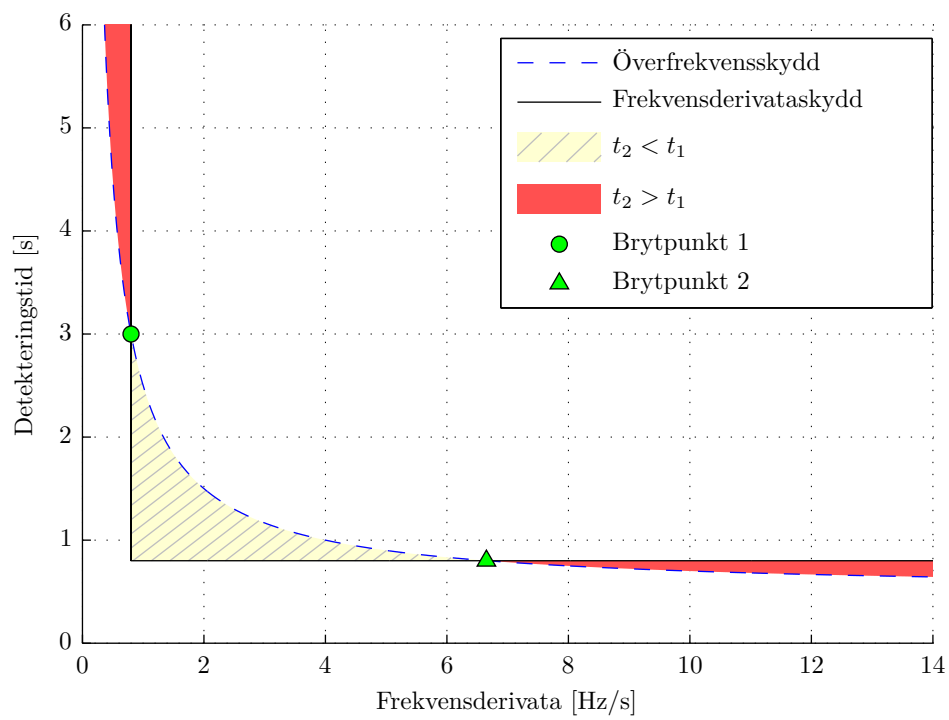 6
5
4
3
2
1
0
Detekteringstid [s]
0 2 4 6 8 10 12 14
Frekvensderivata [Hz/s]
Överfrekvensskydd
Frekvensderivataskydd
t₂ < t₁
t₂ > t₁
Brytpunkt 1
Brytpunkt 2